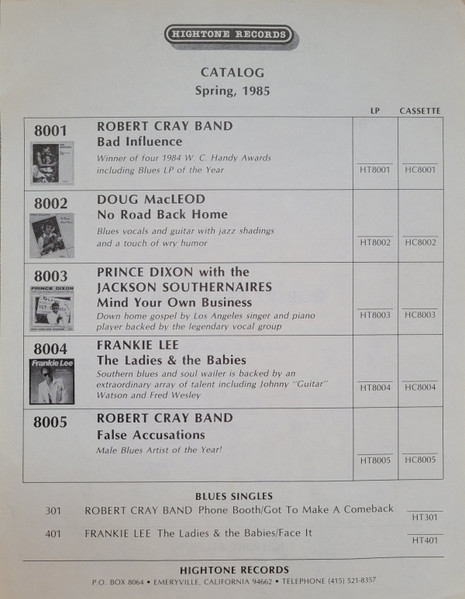 HIGHTONE RECORDS
CATALOG
Spring, 1985
LP CASSETTE
8001 ROBERT CRAY BAND
Bad Influence
Winner of four 1984 W. C. Handy Awards
including Blues LP of the Year
HT8001 HC8001
8002 DOUG MacLEOD
No Road Back Home
Blues vocals and guitar with jazz shadings
and a touch of wry humor
HT8002 HC8002
8003 PRINCE DIXON with the
JACKSON SOUTHERNAIRES
PRINCE DIXON
Mind Your Own Business
Down home gospel by Los Angeles singer and piano
player backed by the legendary vocal group
HT8003 HC8003
8004 FRANKIE LEE
The Ladies & the Babies
Frankie Lee
Southern blues and soul wailer is backed by an
extraordinary array of talent including Johnny "Guitar"
Watson and Fred Wesley
HT8004 HC8004
8005 ROBERT CRAY BAND
False Accusations
Male Blues Artist of the Year!
HT8005 HC8005
BLUES SINGLES
301 ROBERT CRAY BAND Phone Booth/Got To Make A Comeback
HT301
401 FRANKIE LEE The Ladies & the Babies/Face It
HT401
HIGHTONE RECORDS
P.O. BOX 8064 • EMERYVILLE, CALIFORNIA 94662 • TELEPHONE (415) 521-8357